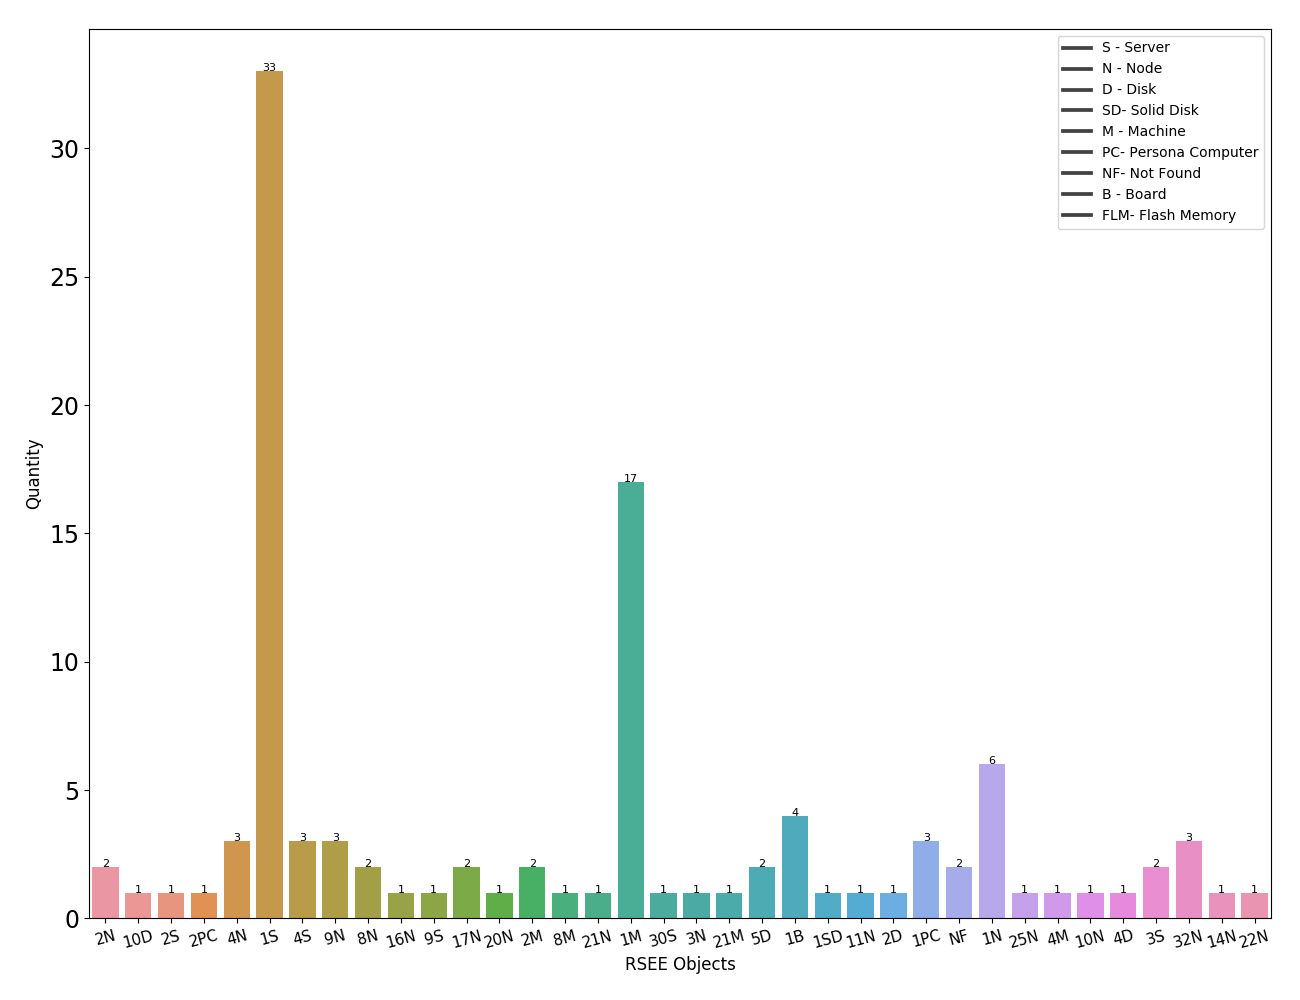 S - Server
N - Node
D - Disk
SD- Solid Disk
M - Machine
PC- Persona Computer
NF- Not Found
B - Board
FLM- Flash Memory
Quantity
30
25
20
15
10
5
0
2 1 1 1 3 33 3 3 2 1 1 2 1 2 1 1 17 1 1 1 2 4 1 1 1 3 2 6 1 1 1 1 2 3 1 1
2N 10D 2S 2PC 4N 1S 4S 9N 8N 16N 9S 17N 20N 2M 8M 21N 1M 30S 3N 21M 5D 1B 1SD 11N 2D 1PC NF 1N 25N 4M 10N 4D 3S 32N 14N 22N
RSEE Objects